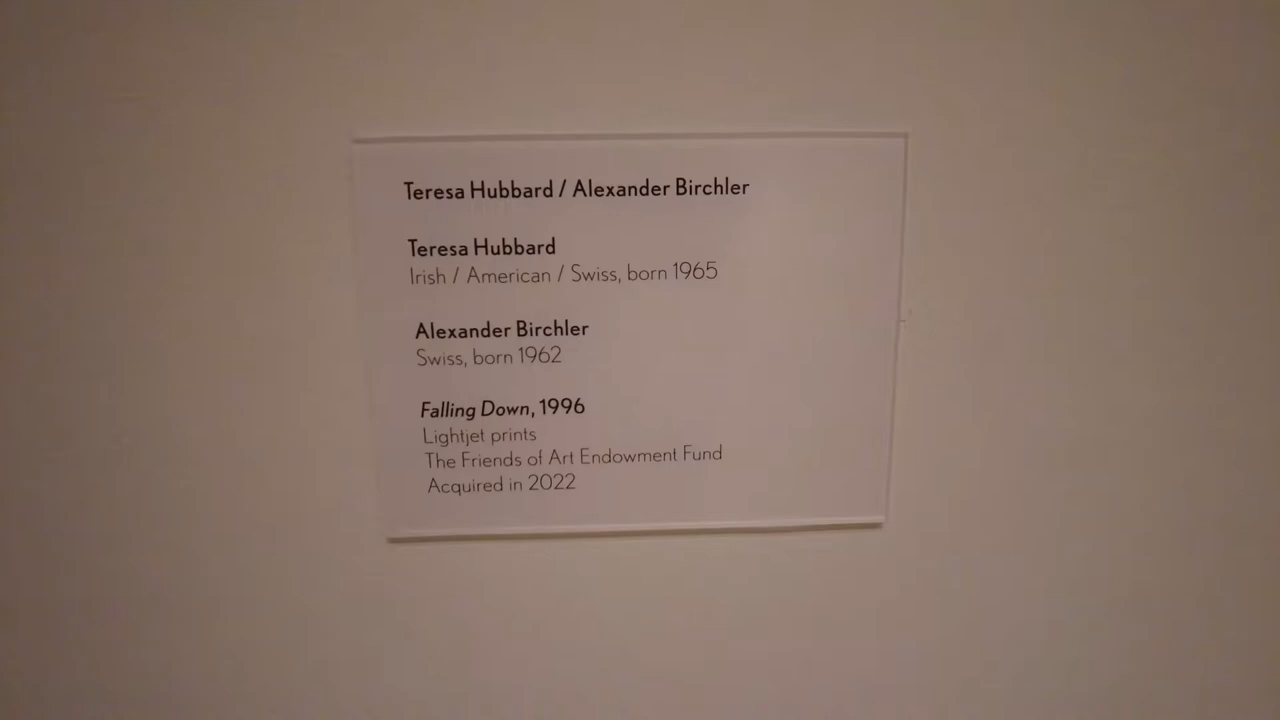 Teresa Hubbard / Alexander Birchler
Teresa Hubbard
Irish / American / Swiss, born 1965
Alexander Birchler
Swiss, born 1962
Falling Down, 1996
Lightjet prints
The Friends of Art Endowment Fund
Acquired in 2022